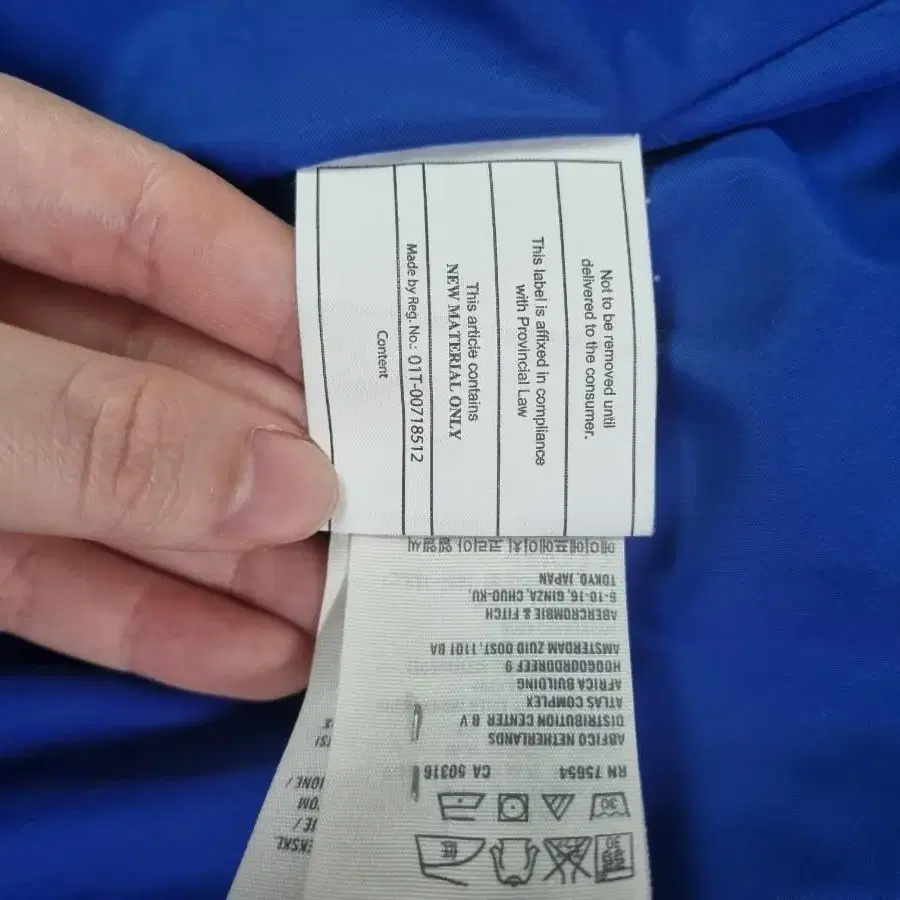 Not to be removed until
delivered to the consumer.
This label is affixed in compliance
with Provincial Law
This article contains
NEW MATERIAL ONLY
Made by Reg. No.: 01T-00718512
Content
RN 75654 CA 50316
ABFICO NETHERLANDS
DISTRIBUTION CENTER B V
ATLAS COMPLEX
AFRICA BUILDING
HOOGOORDDREEF 9
AMSTERDAM ZUID OOST, 1101 BA
ABERCROMBIE & FITCH
6-10-16, GINZA, CHUO-KU.
TOKYO, JAPAN
30
30